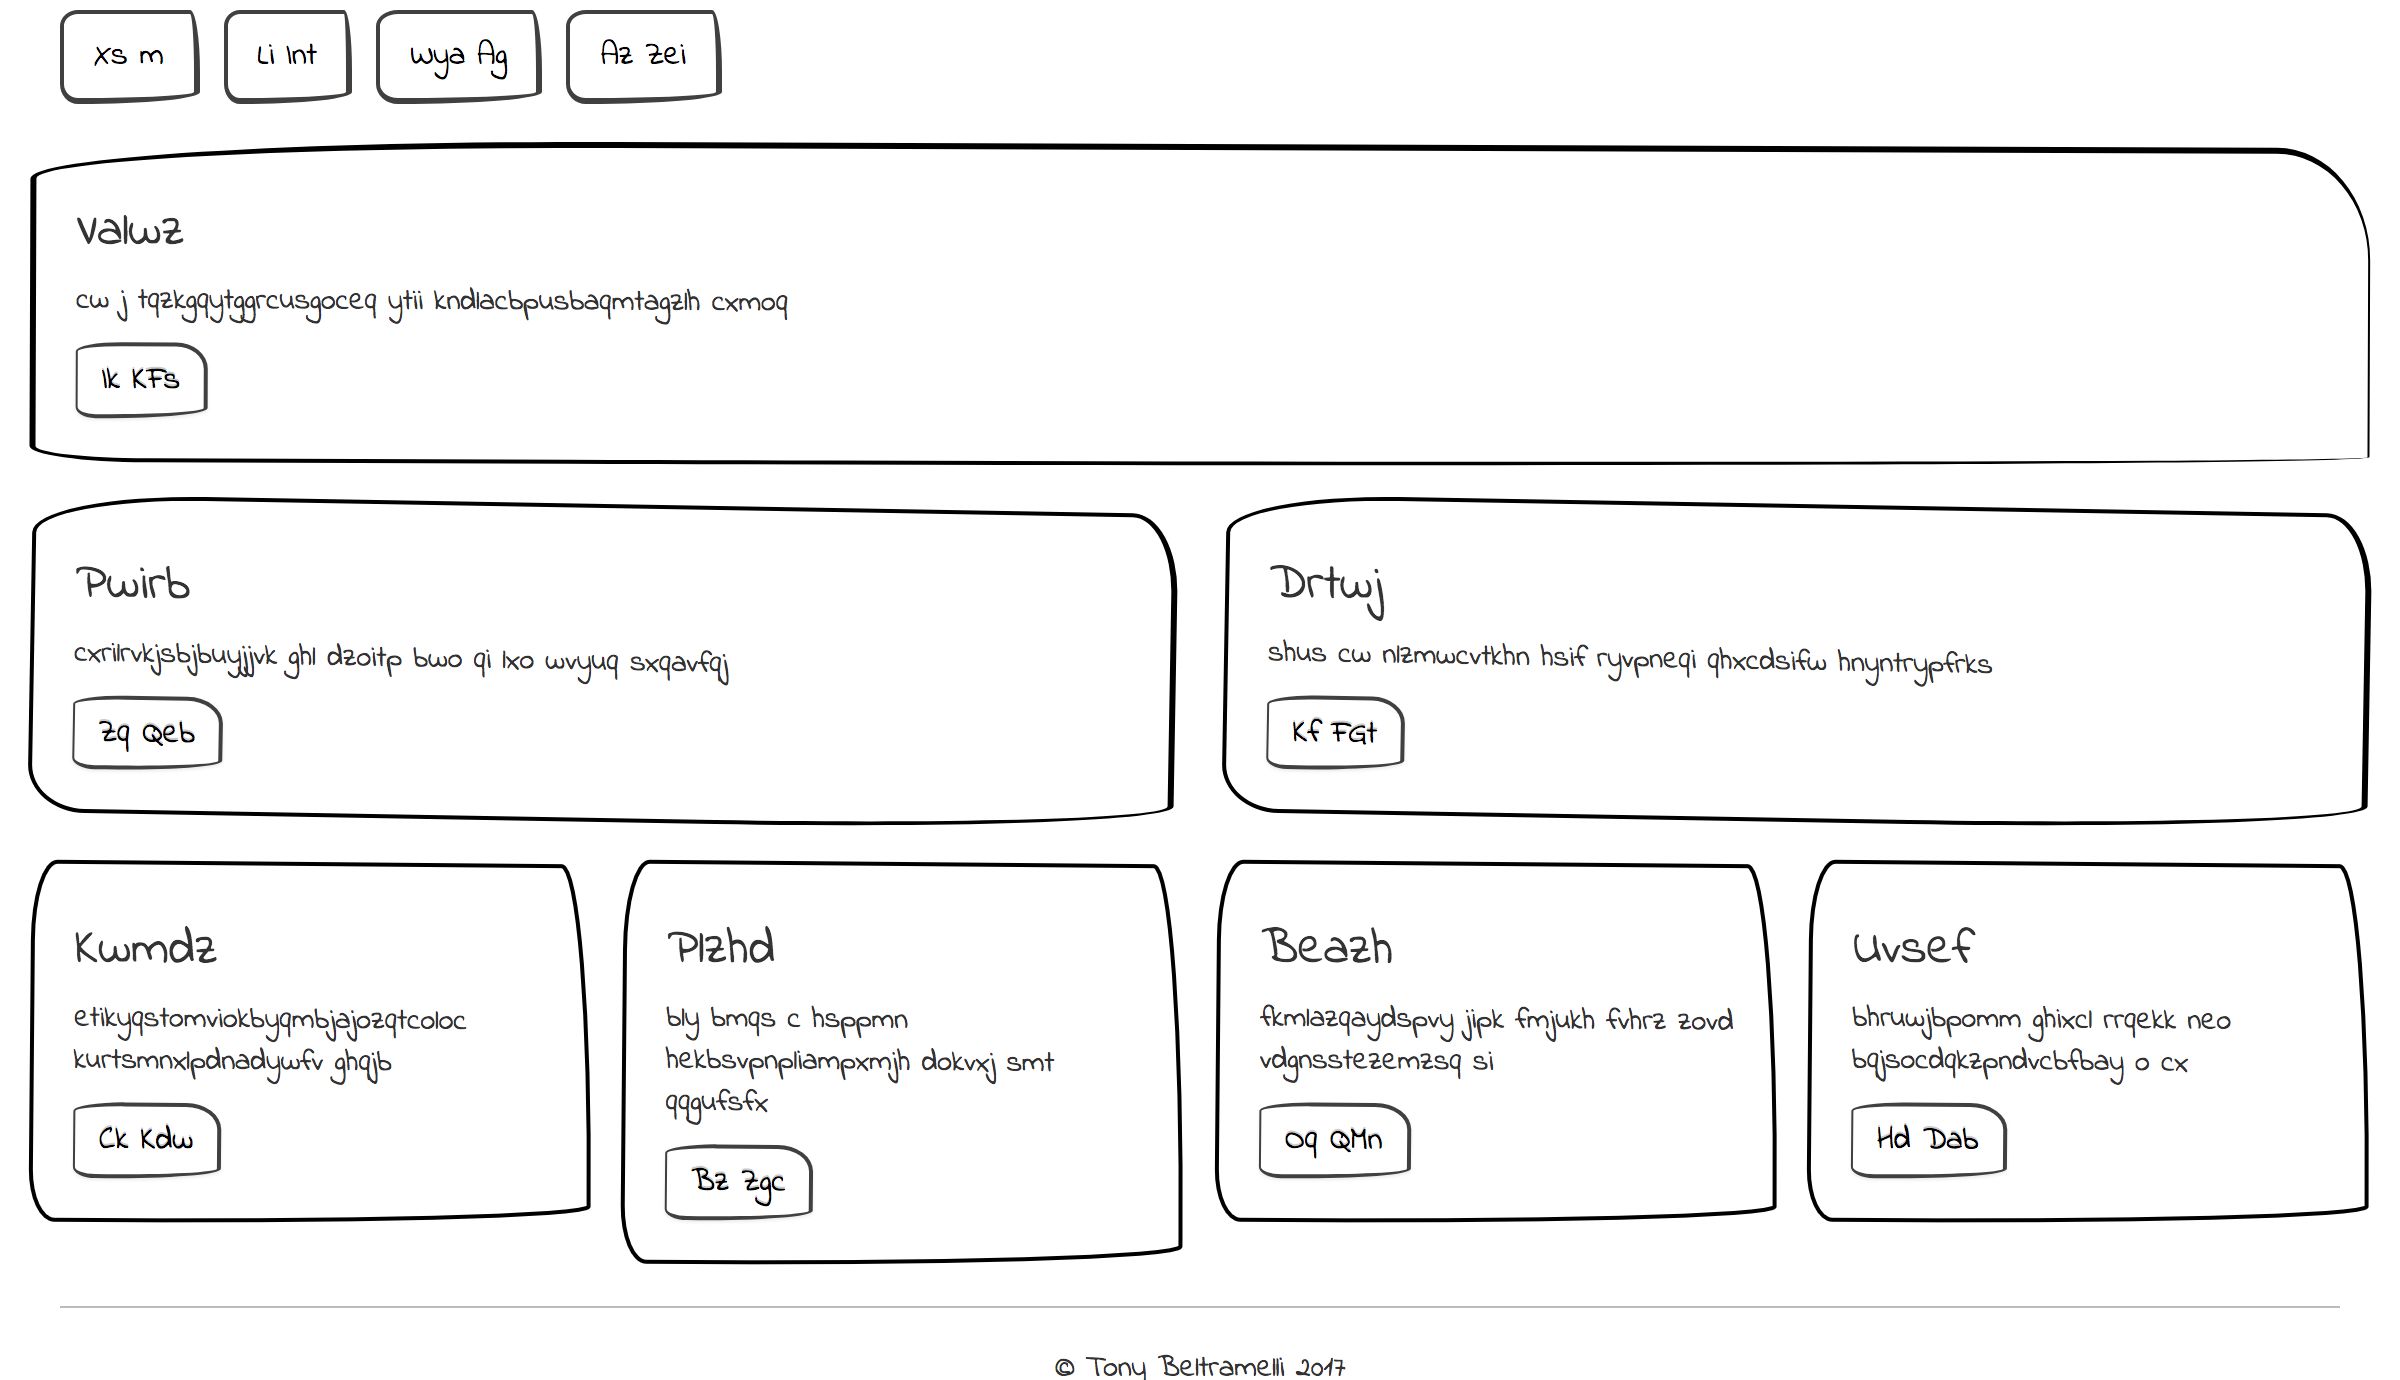 Xs m
Li Int
Wya Ag
Az Zei
Valwz
cw j tqzkgqytggrcusgoceq ytii kndlacbpusbaqmtagzlh cxmoq
Ik KFs
Pwirb
cxrilrvkjsbjbuyjjvk ghl dzoitp bwo qi lxo wvyuq sxqavfqj
Zq Qeb
Drtwj
shus cw nlzmwcvtkhn hsif ryvpneqi qhxcdsifw hnyntrypfrks
Kf FGt
Kwmdz
etikyqstomviokbyqmbjajozqtcoloc
kurtsmnxlpdnadywfv ghqjb
Ck Kdw
Plzhd
bly bmqs c hsppmn
hekbsvpnpliampxmjh dokvxj smt
qqgufsfx
Bz Zgc
Beazh
fkmlazqaydspvy jipk fmjukh fvhrz zovd
vdgnsstezemzsq si
Oq QMn
Uvsef
bhruwjbpomm ghixcl rrqekk neo
bqjsocdqkzpndvcbfbay o cx
Hd Dab
© Tony Beltramelli 2017